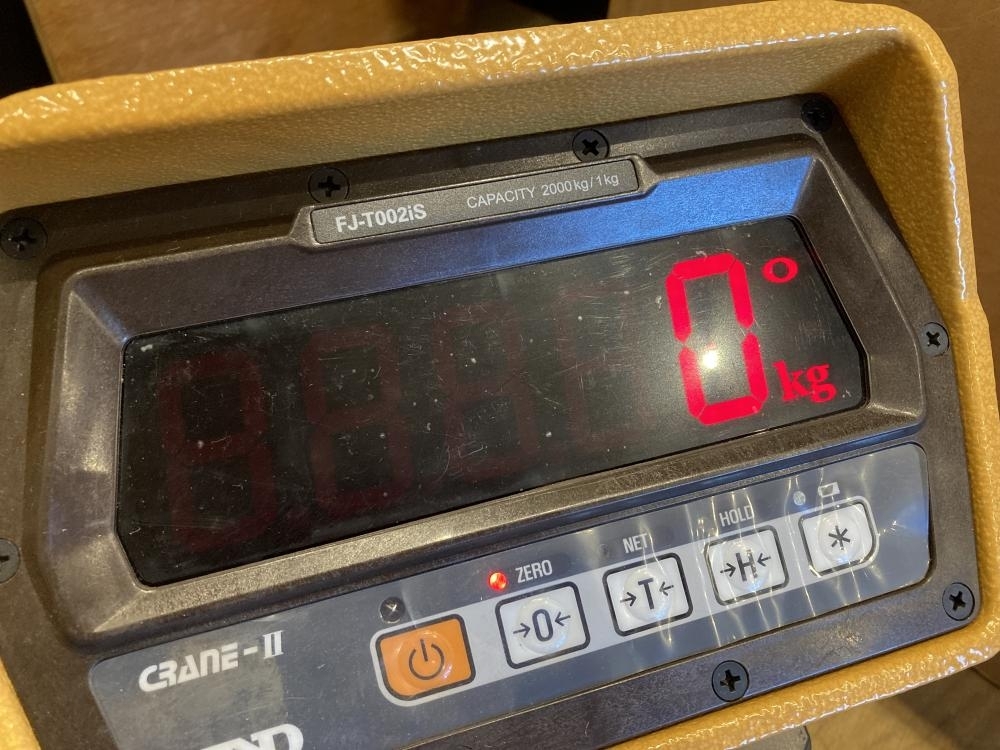 FJ-T002iS CAPACITY 2000kg/1kg
0°
kg
ZERO NET HOLD
→0← →T← →H← *
CRANE-II